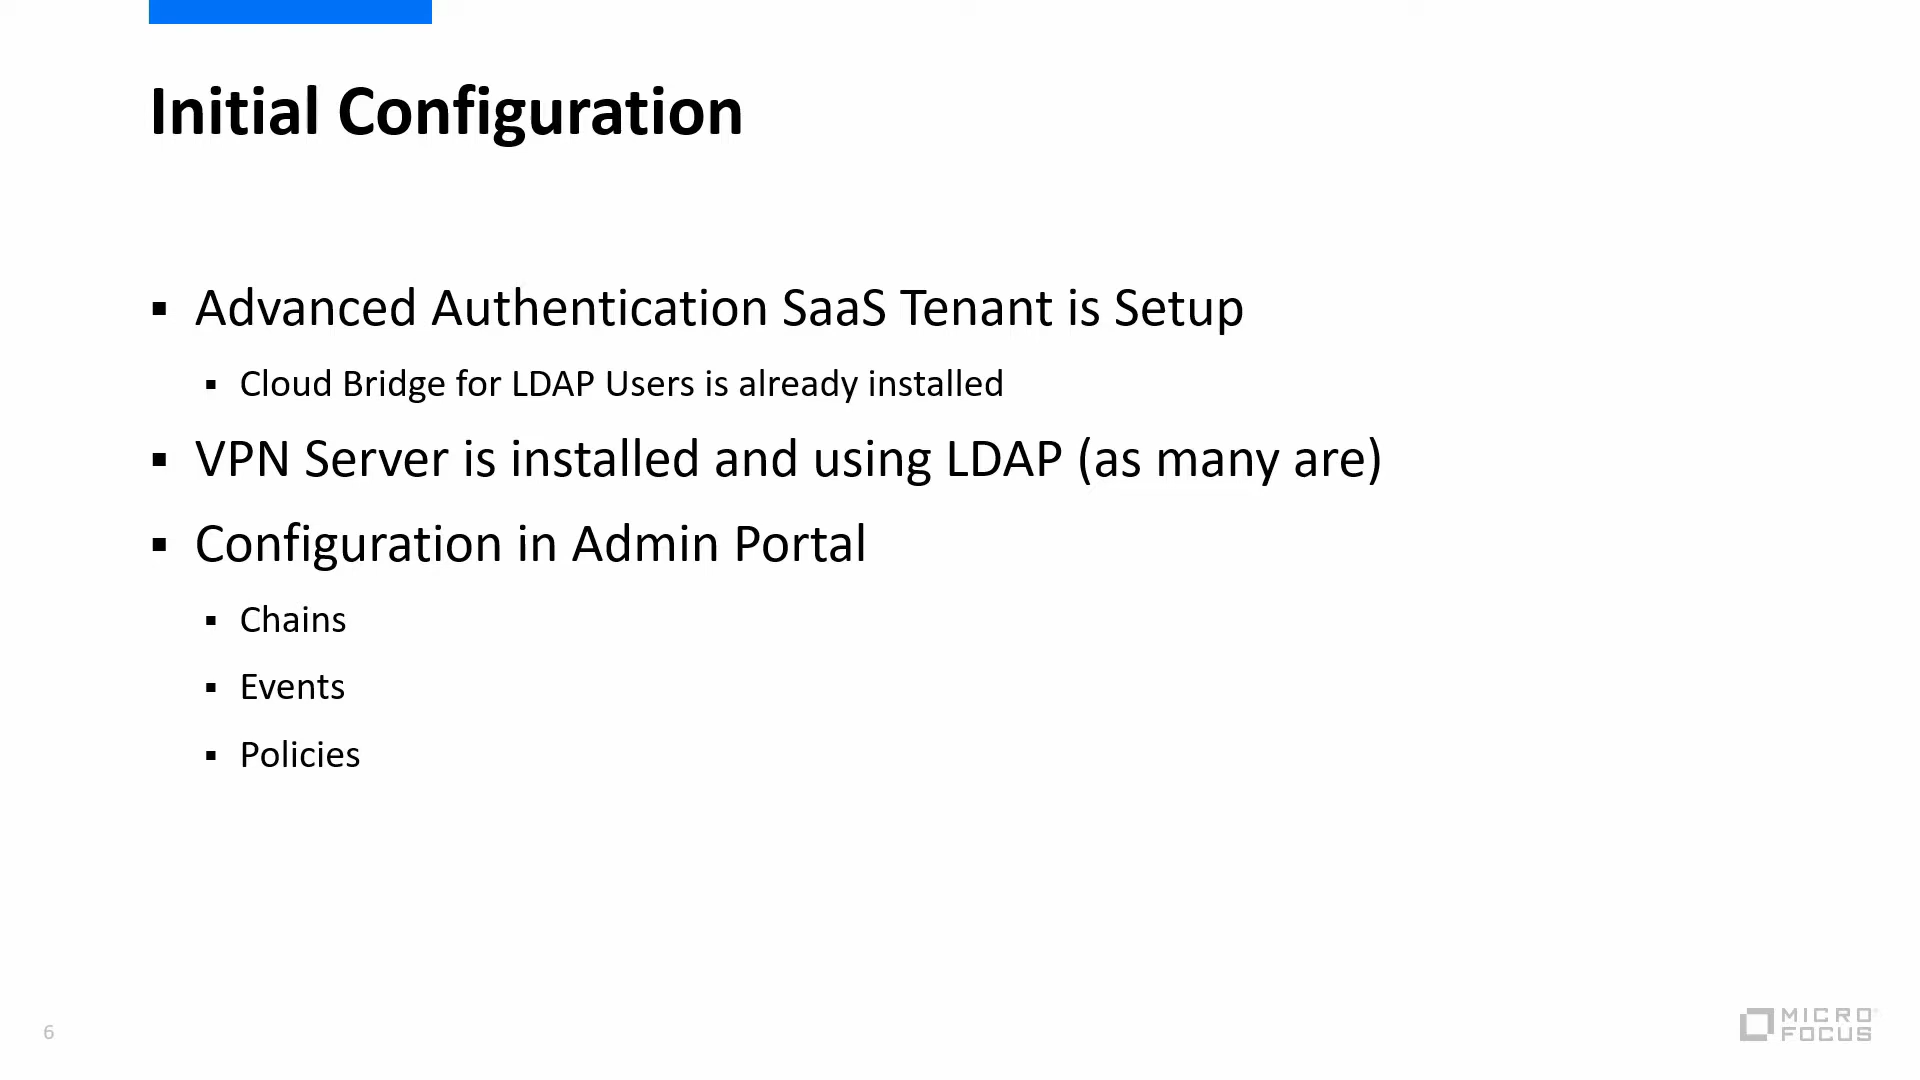 Initial Configuration
▪ Advanced Authentication SaaS Tenant is Setup
▪ Cloud Bridge for LDAP Users is already installed
▪ VPN Server is installed and using LDAP (as many are)
▪ Configuration in Admin Portal
▪ Chains
▪ Events
▪ Policies
6
MICRO
FOCUS